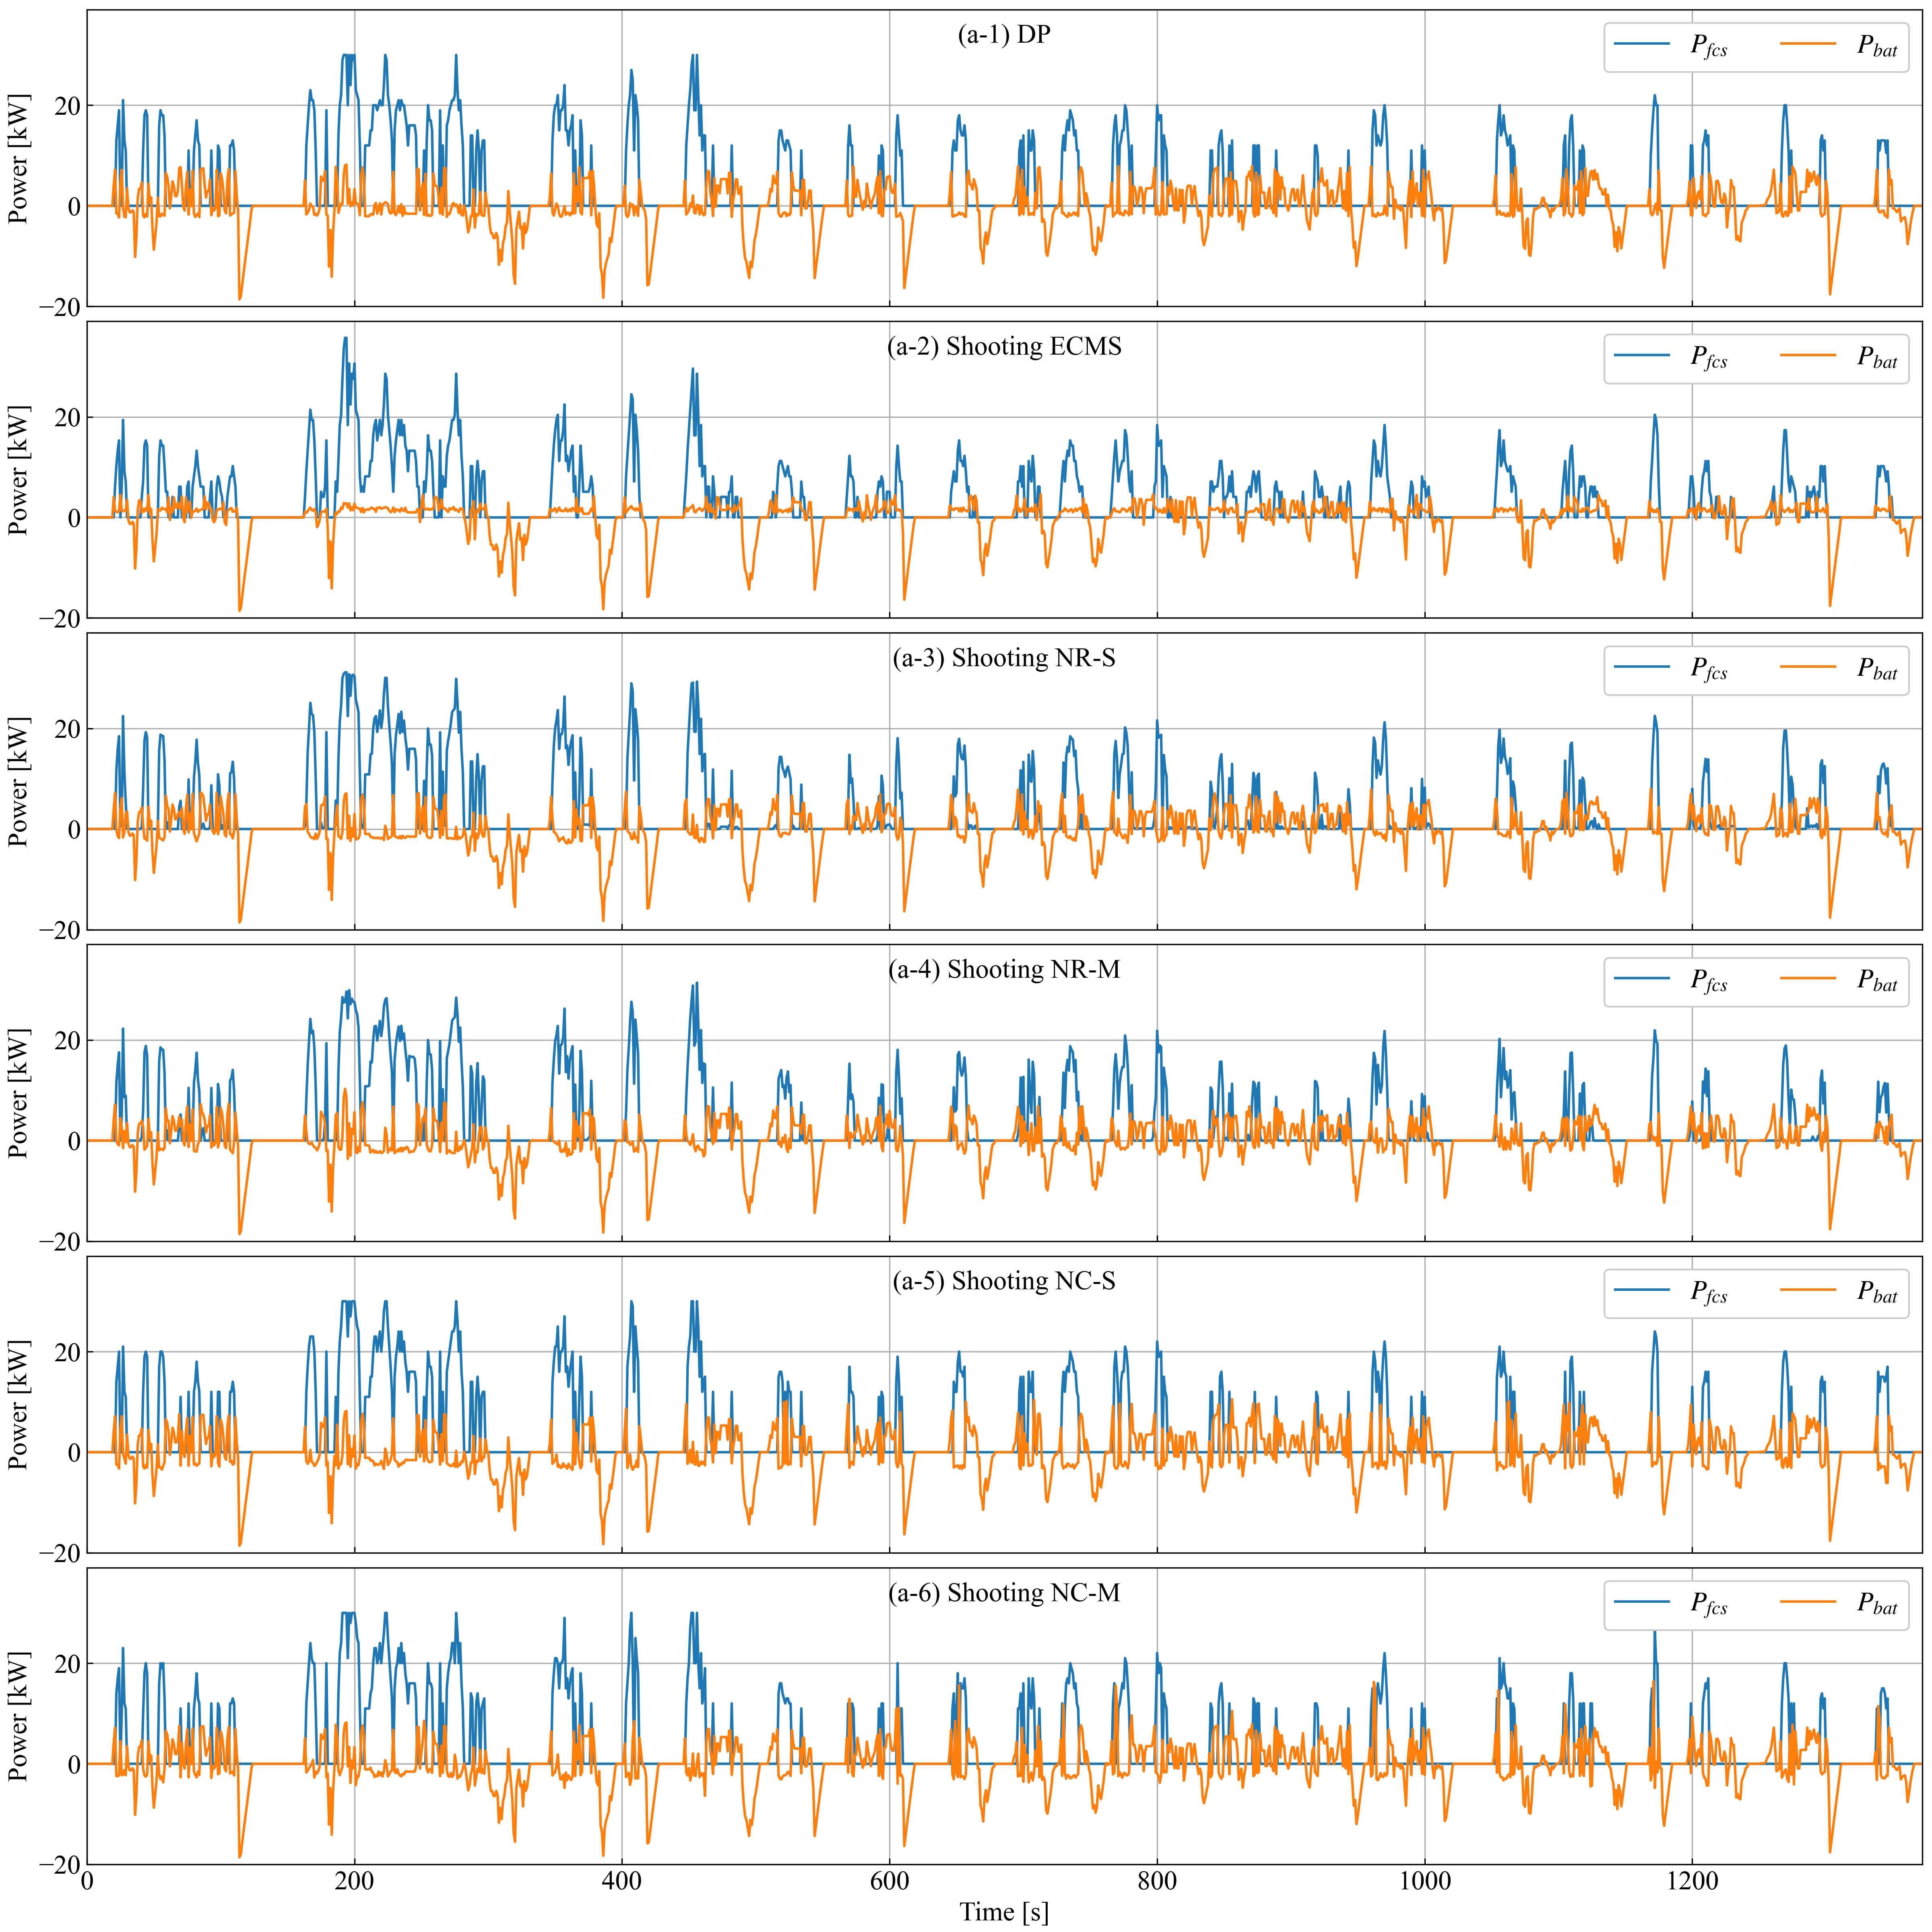 (a-1) DP
P_fcs P_bat
Power [kW]
20
0
−20
(a-2) Shooting ECMS
P_fcs P_bat
Power [kW]
20
0
−20
(a-3) Shooting NR-S
P_fcs P_bat
Power [kW]
20
0
−20
(a-4) Shooting NR-M
P_fcs P_bat
Power [kW]
20
0
−20
(a-5) Shooting NC-S
P_fcs P_bat
Power [kW]
20
0
−20
(a-6) Shooting NC-M
P_fcs P_bat
Power [kW]
20
0
−20
0 200 400 600 800 1000 1200
Time [s]